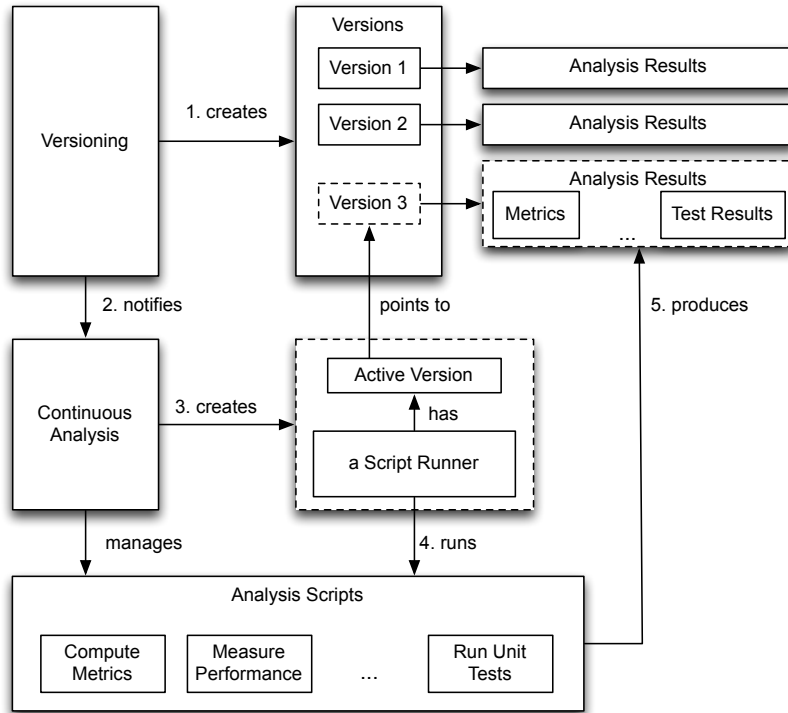 Versions
Version 1
Analysis Results
1. creates
Version 2
Analysis Results
Versioning
Analysis Results
Version 3
Metrics
...
Test Results
2. notifies
points to
5. produces
Active Version
3. creates
has
Continuous
Analysis
a Script Runner
manages
4. runs
Analysis Scripts
Compute
Metrics
Measure
Performance
...
Run Unit
Tests